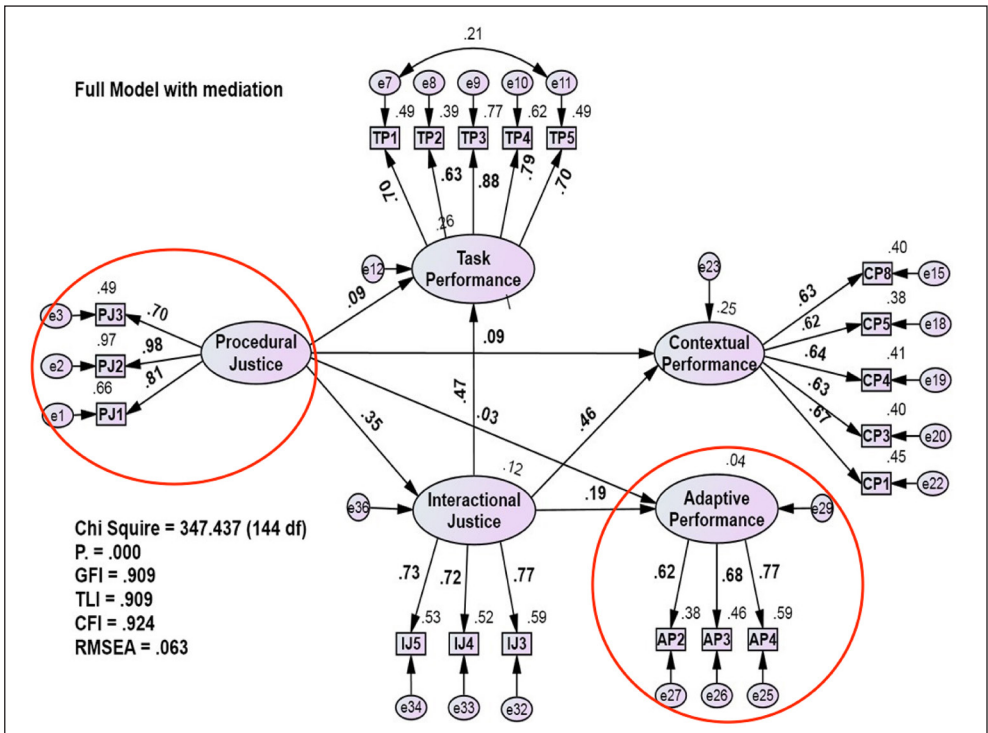 .21
e7 e8 e9 e10 e11
Full Model with mediation
.49 .39 .77 .62 .49
TP1 TP2 TP3 TP4 TP5
.70 .63 .88 .79 .70
.26
Task
Performance
e12
e23
.40
CP8 e15
.63
.38
CP5 e18
.62
.41
CP4 e19
.64
.40
CP3 e20
.63
.45
CP1 e22
.67
.25
Contextual
Performance
.49
e3 PJ3 .70
.97
e2 PJ2 .98
.66
e1 PJ1 .81
Procedural
Justice
.09
.09
.47
.03
.35
.46
.12
.19
e36
Interactional
Justice
.04
Adaptive
Performance
e29
Chi Squire = 347.437 (144 df)
P. = .000
GFI = .909
TLI = .909
CFI = .924
RMSEA = .063
.73 .72 .77
.53 .52 .59
IJ5 IJ4 IJ3
e34 e33 e32
.62 .68 .77
.38 .46 .59
AP2 AP3 AP4
e27 e26 e25